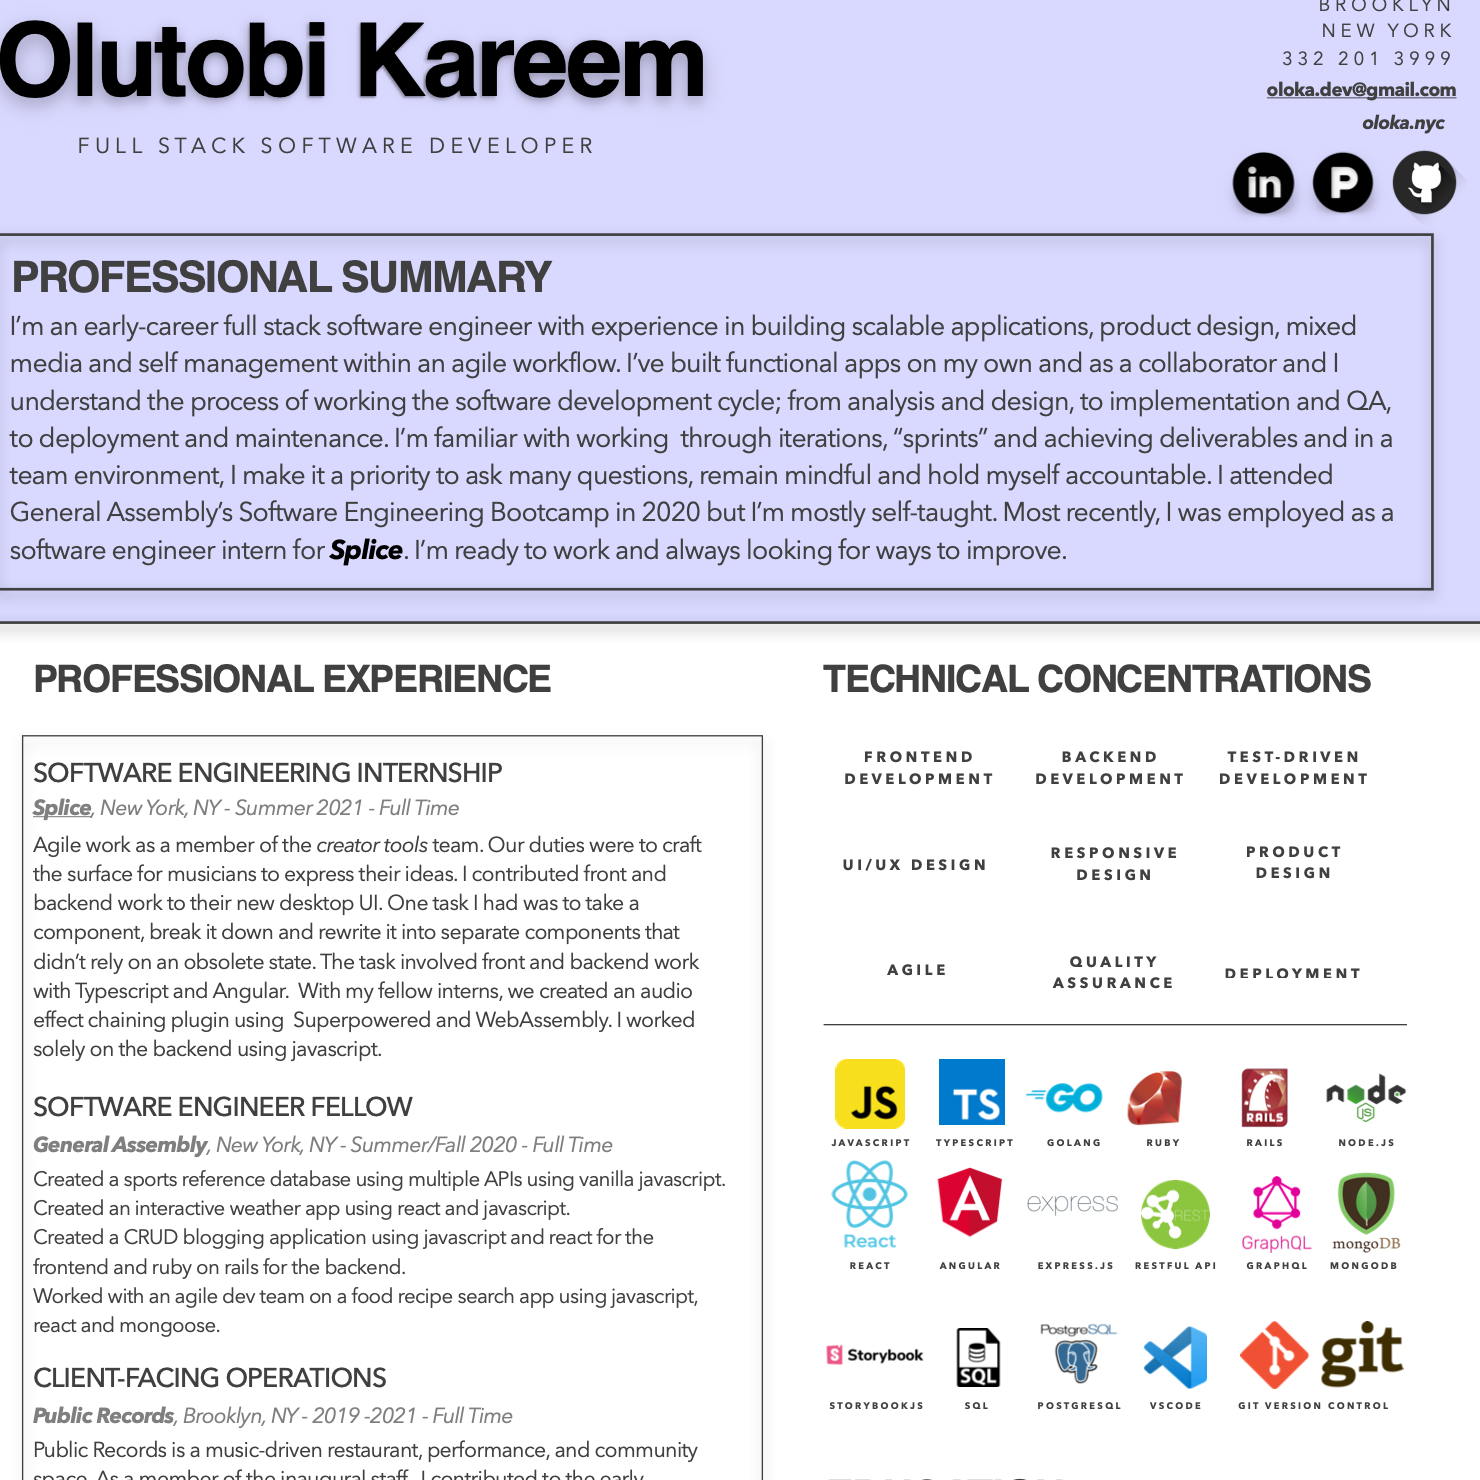 BROOKLYN
NEW YORK
332 201 3999
oloka.dev@gmail.com
oloka.nyc
Olutobi Kareem
FULL STACK SOFTWARE DEVELOPER
in P
PROFESSIONAL SUMMARY
I'm an early-career full stack software engineer with experience in building scalable applications, product design, mixed
media and self management within an agile workflow. I've built functional apps on my own and as a collaborator and I
understand the process of working the software development cycle; from analysis and design, to implementation and QA,
to deployment and maintenance. I'm familiar with working  through iterations, “sprints” and achieving deliverables and in a
team environment, I make it a priority to ask many questions, remain mindful and hold myself accountable. I attended
General Assembly's Software Engineering Bootcamp in 2020 but I'm mostly self-taught. Most recently, I was employed as a
software engineer intern for Splice. I'm ready to work and always looking for ways to improve.
PROFESSIONAL EXPERIENCE
SOFTWARE ENGINEERING INTERNSHIP
Splice, New York, NY - Summer 2021 - Full Time
Agile work as a member of the creator tools team. Our duties were to craft
the surface for musicians to express their ideas. I contributed front and
backend work to their new desktop UI. One task I had was to take a
component, break it down and rewrite it into separate components that
didn't rely on an obsolete state. The task involved front and backend work
with Typescript and Angular.  With my fellow interns, we created an audio
effect chaining plugin using  Superpowered and WebAssembly. I worked
solely on the backend using javascript.
SOFTWARE ENGINEER FELLOW
General Assembly, New York, NY - Summer/Fall 2020 - Full Time
Created a sports reference database using multiple APIs using vanilla javascript.
Created an interactive weather app using react and javascript.
Created a CRUD blogging application using javascript and react for the
frontend and ruby on rails for the backend.
Worked with an agile dev team on a food recipe search app using javascript,
react and mongoose.
CLIENT-FACING OPERATIONS
Public Records, Brooklyn, NY - 2019 -2021 - Full Time
Public Records is a music-driven restaurant, performance, and community
space. As a member of the inaugural staff,  I contributed to the early
TECHNICAL CONCENTRATIONS
FRONTEND DEVELOPMENT
BACKEND DEVELOPMENT
TEST-DRIVEN DEVELOPMENT
UI/UX DESIGN
RESPONSIVE DESIGN
PRODUCT DESIGN
AGILE
QUALITY ASSURANCE
DEPLOYMENT
JS TS GO RAILS node JS
JAVASCRIPT TYPESCRIPT GOLANG RUBY RAILS NODE.JS
React A express REST GraphQL mongoDB
REACT ANGULAR EXPRESS.JS RESTFUL API GRAPHQL MONGODB
S Storybook SQL PostgreSQL git
STORYBOOKJS SQL POSTGRESQL VSCODE GIT VERSION CONTROL